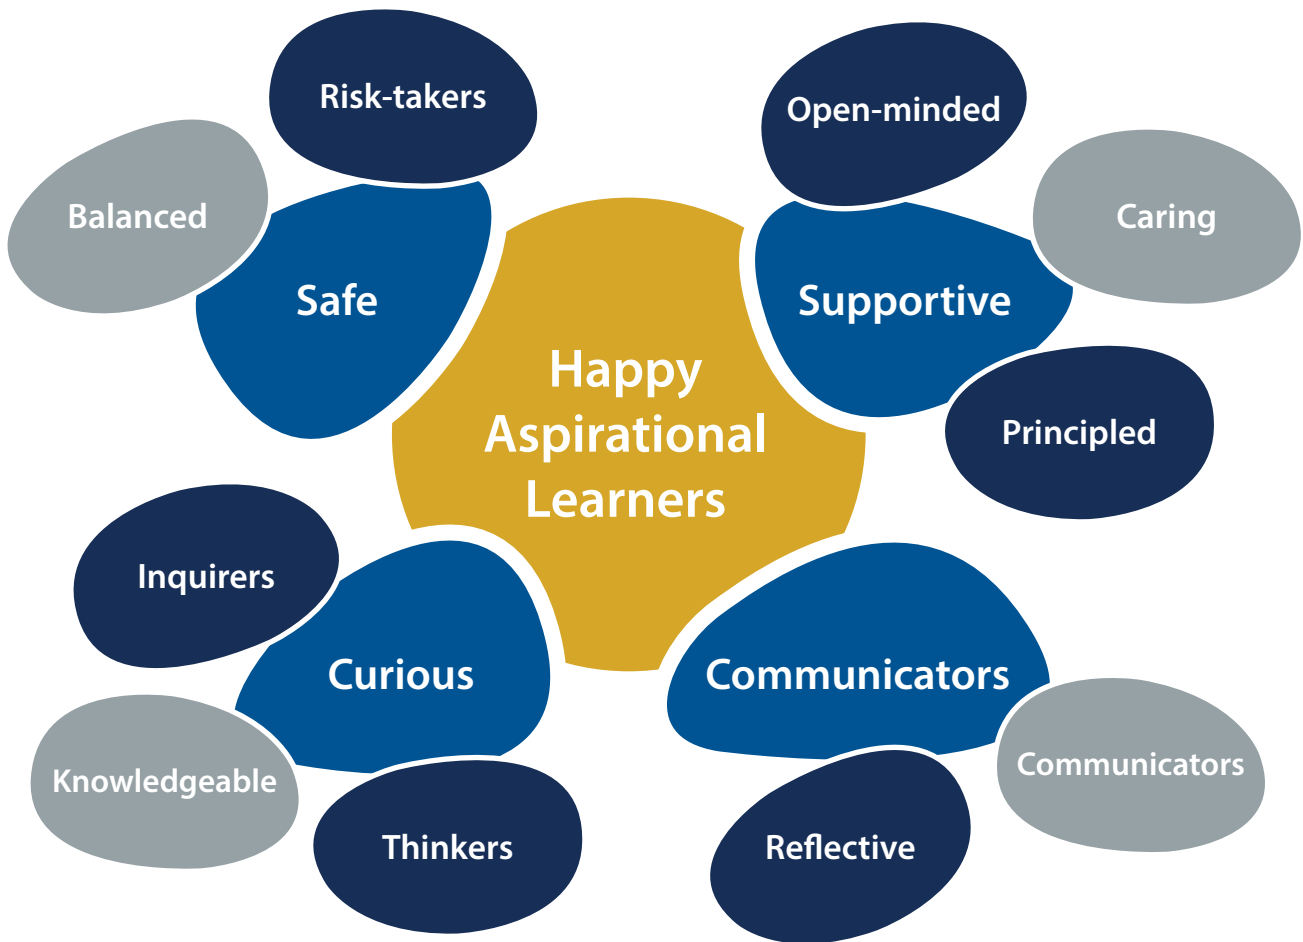 Risk-takers
Open-minded
Balanced
Caring
Safe
Supportive
Happy
Aspirational
Learners
Principled
Inquirers
Curious
Communicators
Knowledgeable
Communicators
Thinkers
Reflective